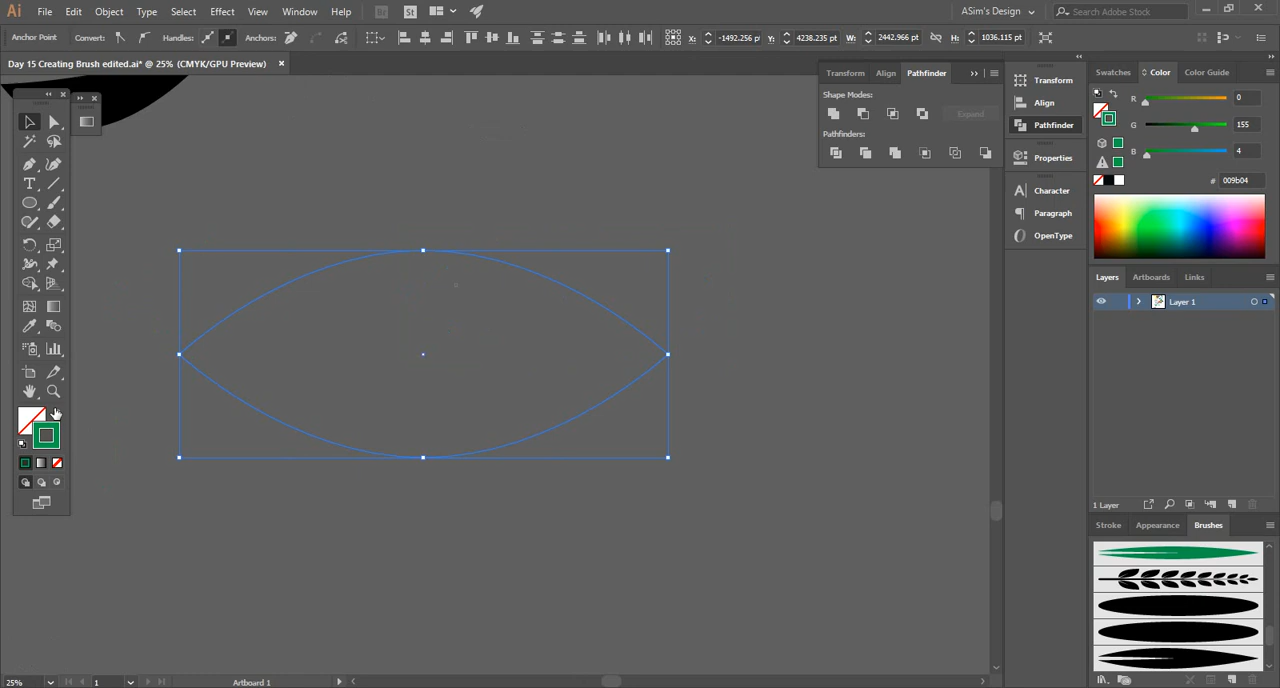 Ai File Edit Object Type Select Effect View Window Help Br St ASim's Design Search Adobe Stock
Anchor Point Convert: Handles: Anchors: X: -1492.256 pt Y: 4238.235 pt W: 2442.966 pt H: 1036.115 pt
Day 15 Creating Brush edited.ai* @ 25% (CMYK/GPU Preview)
Transform Align Pathfinder
Shape Modes:
Expand
Pathfinders:
Transform
Align
Pathfinder
Properties
Character
Paragraph
OpenType
Swatches Color Color Guide
R 0
G 155
B 4
# 009b04
Layers Artboards Links
Layer 1
1 Layer
Stroke Appearance Brushes
25% 1 Artboard 1